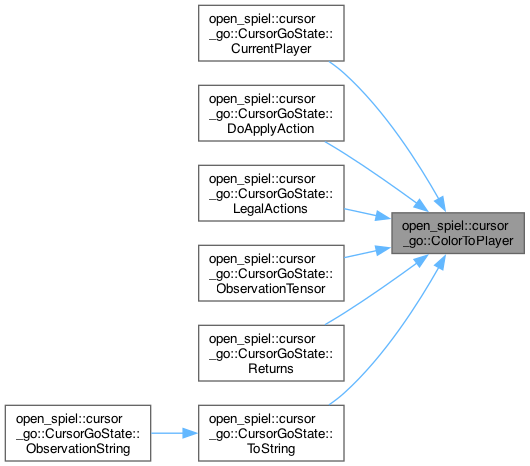 open_spiel::cursor
_go::CursorGoState::
CurrentPlayer
open_spiel::cursor
_go::CursorGoState::
DoApplyAction
open_spiel::cursor
_go::CursorGoState::
LegalActions
open_spiel::cursor
_go::ColorToPlayer
open_spiel::cursor
_go::CursorGoState::
ObservationTensor
open_spiel::cursor
_go::CursorGoState::
Returns
open_spiel::cursor
_go::CursorGoState::
ObservationString
open_spiel::cursor
_go::CursorGoState::
ToString